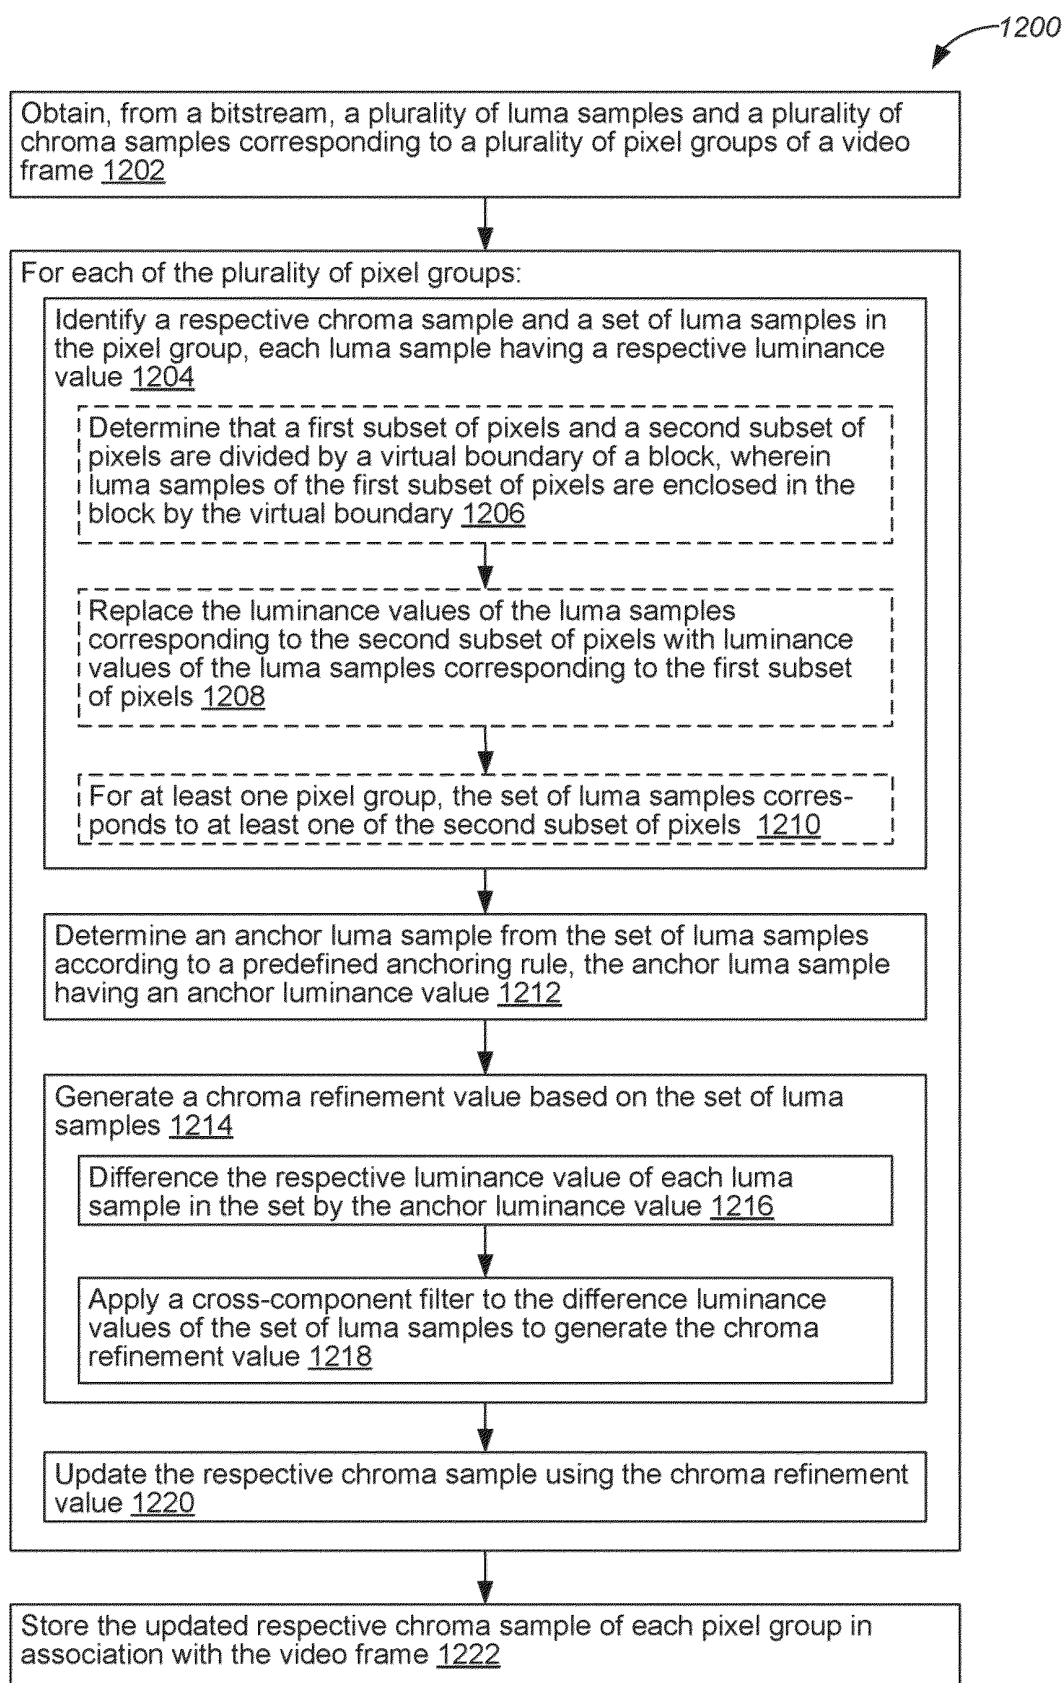 1200
Obtain, from a bitstream, a plurality of luma samples and a plurality of
chroma samples corresponding to a plurality of pixel groups of a video
frame 1202
For each of the plurality of pixel groups:
Identify a respective chroma sample and a set of luma samples in
the pixel group, each luma sample having a respective luminance
value 1204
Determine that a first subset of pixels and a second subset of
pixels are divided by a virtual boundary of a block, wherein
luma samples of the first subset of pixels are enclosed in the
block by the virtual boundary 1206
Replace the luminance values of the luma samples
corresponding to the second subset of pixels with luminance
values of the luma samples corresponding to the first subset
of pixels 1208
For at least one pixel group, the set of luma samples corres-
ponds to at least one of the second subset of pixels 1210
Determine an anchor luma sample from the set of luma samples
according to a predefined anchoring rule, the anchor luma sample
having an anchor luminance value 1212
Generate a chroma refinement value based on the set of luma
samples 1214
Difference the respective luminance value of each luma
sample in the set by the anchor luminance value 1216
Apply a cross-component filter to the difference luminance
values of the set of luma samples to generate the chroma
refinement value 1218
Update the respective chroma sample using the chroma refinement
value 1220
Store the updated respective chroma sample of each pixel group in
association with the video frame 1222